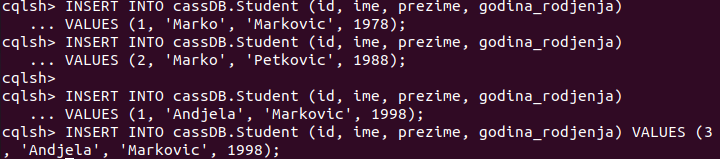 cqlsh> INSERT INTO cassDB.Student (id, ime, prezime, godina_rodjenja)
   ... VALUES (1, 'Marko', 'Markovic', 1978);
cqlsh> INSERT INTO cassDB.Student (id, ime, prezime, godina_rodjenja)
   ... VALUES (2, 'Marko', 'Petkovic', 1988);
cqlsh>
cqlsh> INSERT INTO cassDB.Student (id, ime, prezime, godina_rodjenja)
   ... VALUES (1, 'Andjela', 'Markovic', 1998);
cqlsh> INSERT INTO cassDB.Student (id, ime, prezime, godina_rodjenja) VALUES (3
, 'Andjela', 'Markovic', 1998);